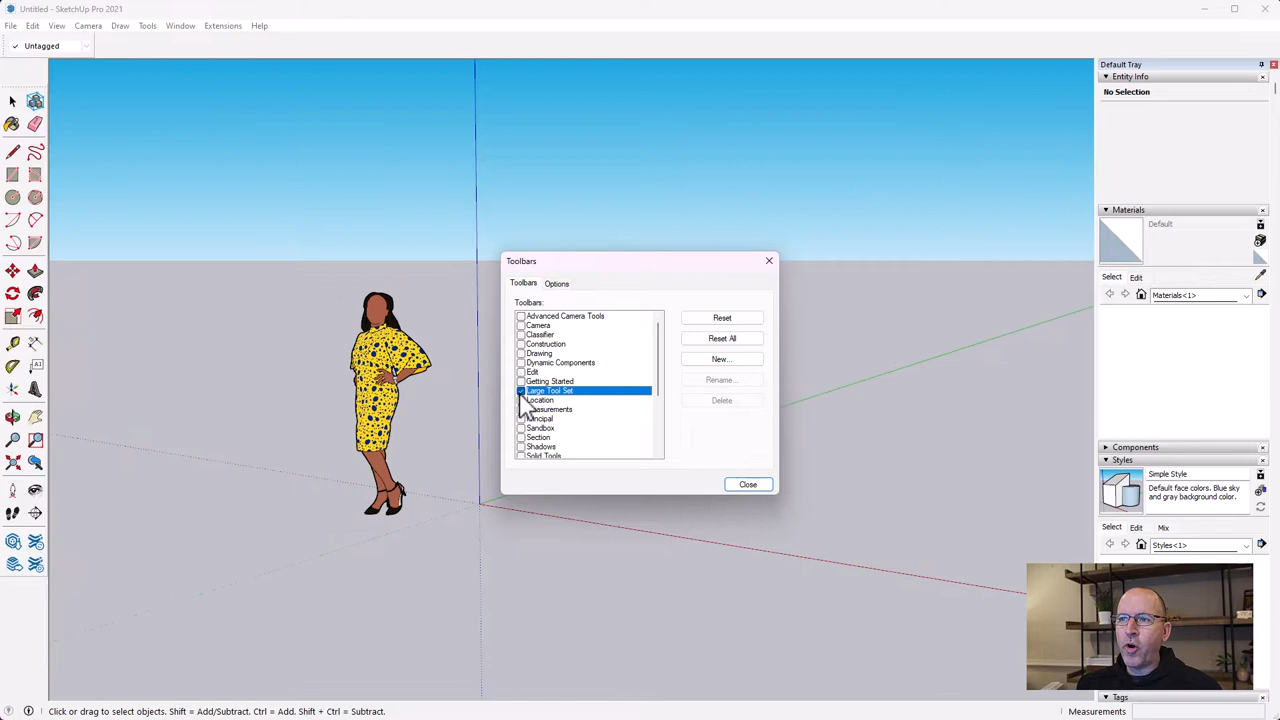 Untitled - SketchUp Pro 2021
File Edit View Camera Draw Tools Window Extensions Help
Untagged
Default Tray
Entity Info
No Selection
Materials
Default
Select Edit
Materials<1>
Components
Styles
Simple Style
Default face colors. Blue sky
and gray background color.
Select Edit Mix
Styles<1>
Tags
Toolbars
Toolbars Options
Toolbars:
Advanced Camera Tools
Camera
Classifier
Construction
Drawing
Dynamic Components
Edit
Getting Started
Large Tool Set
Location
Sandbox
Section
Shadows
Solid Tools
Reset
Reset All
New...
Rename...
Delete
Close
Click or drag to select objects. Shift = Add/Subtract. Ctrl = Add. Shift + Ctrl = Subtract.
Measurements